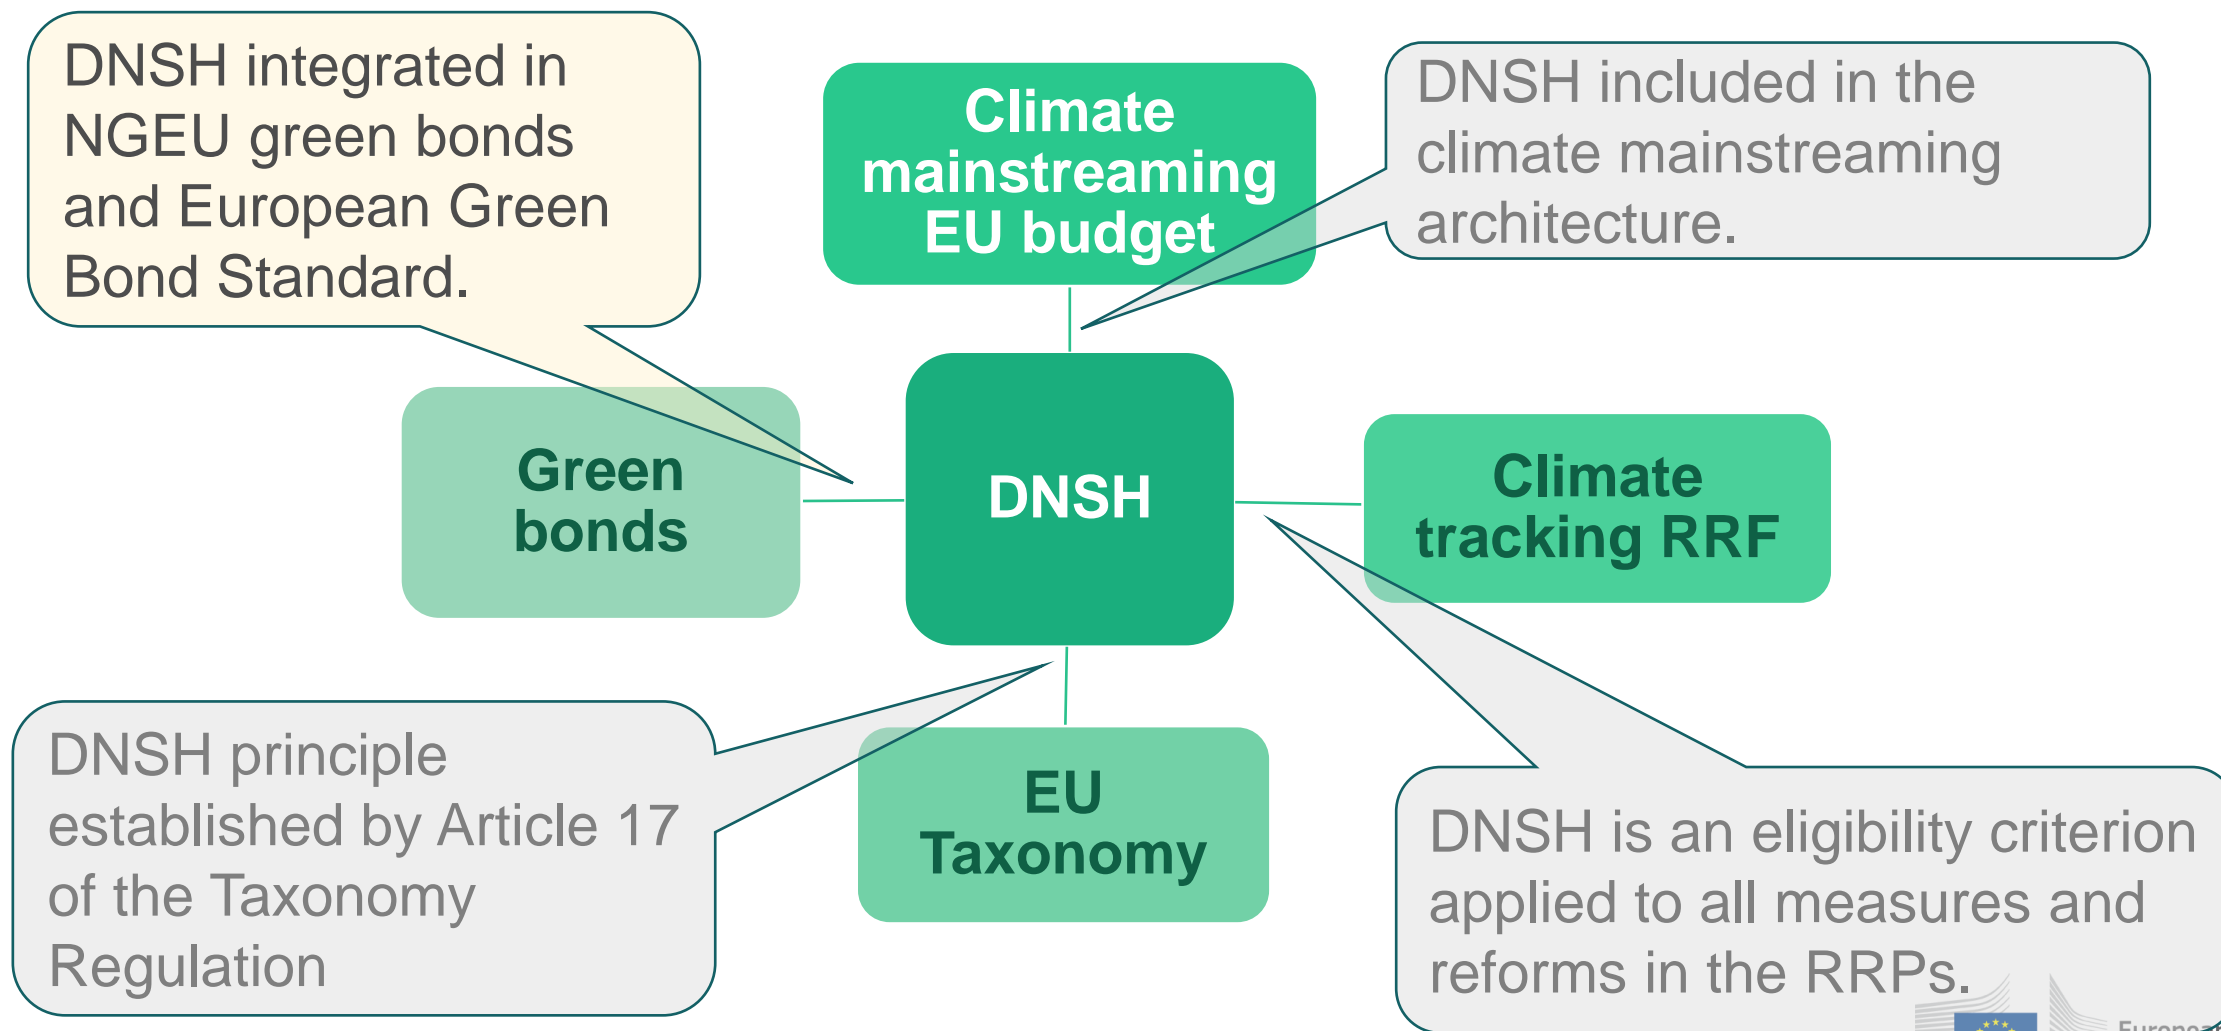 DNSH integrated in
NGEU green bonds
and European Green
Bond Standard.
Climate
mainstreaming
EU budget
DNSH included in the
climate mainstreaming
architecture.
Green
bonds
DNSH
Climate
tracking RRF
DNSH principle
established by Article 17
of the Taxonomy
Regulation
EU
Taxonomy
DNSH is an eligibility criterion
applied to all measures and
reforms in the RRPs.